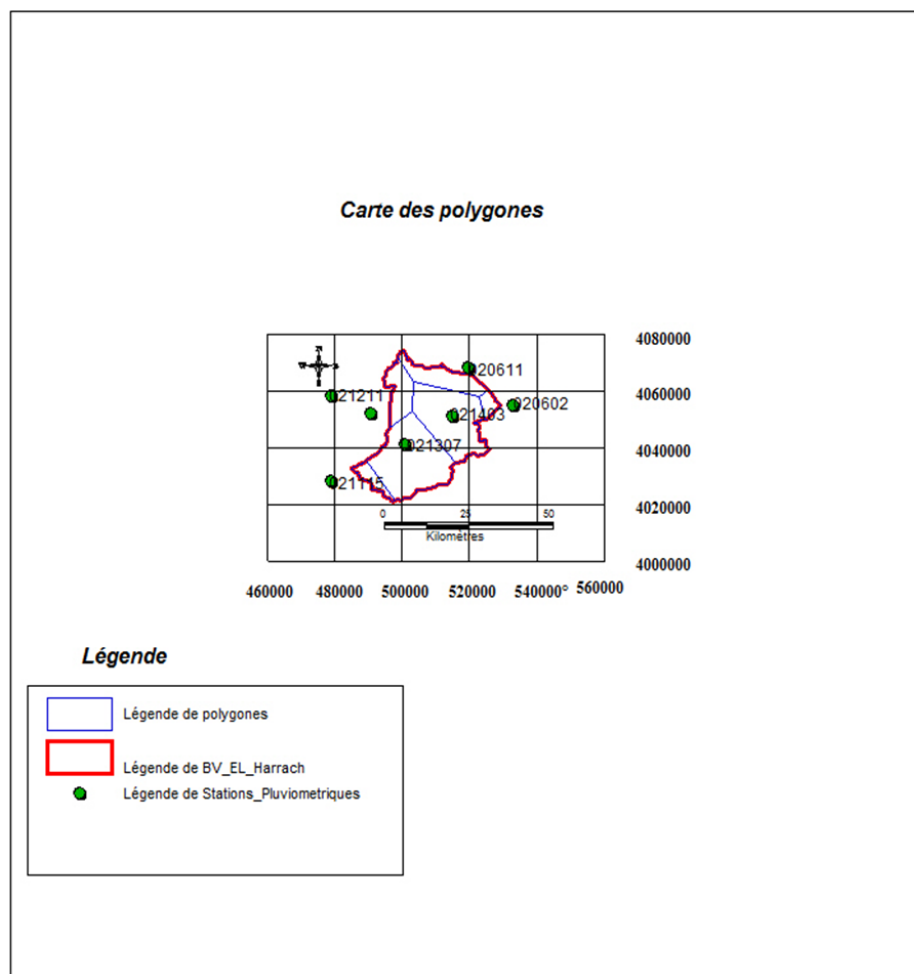 Carte des polygones
4080000
020611
4060000
021211
020602
021403
4040000
021307
021115
4020000
0 25 50
Kilomètres
4000000
460000 480000 500000 520000 540000° 560000
Légende
Légende de polygones
Légende de BV_EL_Harrach
Légende de Stations_Pluviometriques